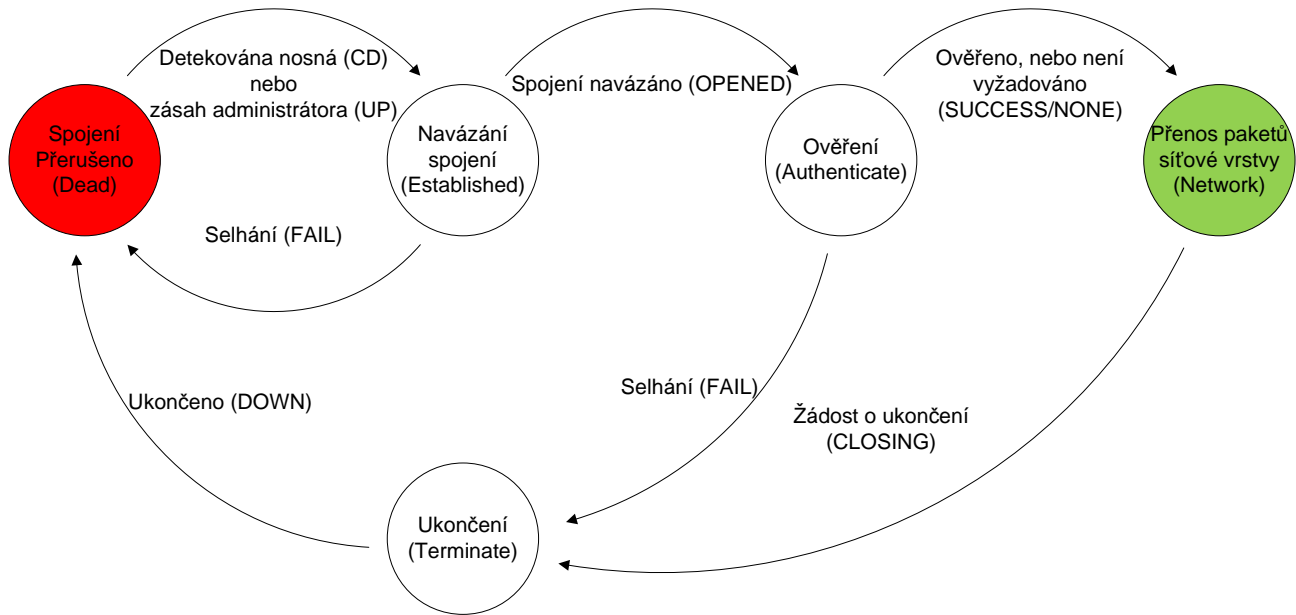 Detekována nosná (CD)
nebo
zásah administrátora (UP)
Spojení navázáno (OPENED)
Ověřeno, nebo není
vyžadováno
(SUCCESS/NONE)
Spojení
Přerušeno
(Dead)
Navázání
spojení
(Established)
Ověření
(Authenticate)
Přenos paketů
síťové vrstvy
(Network)
Selhání (FAIL)
Ukončeno (DOWN)
Selhání (FAIL)
Žádost o ukončení
(CLOSING)
Ukončení
(Terminate)